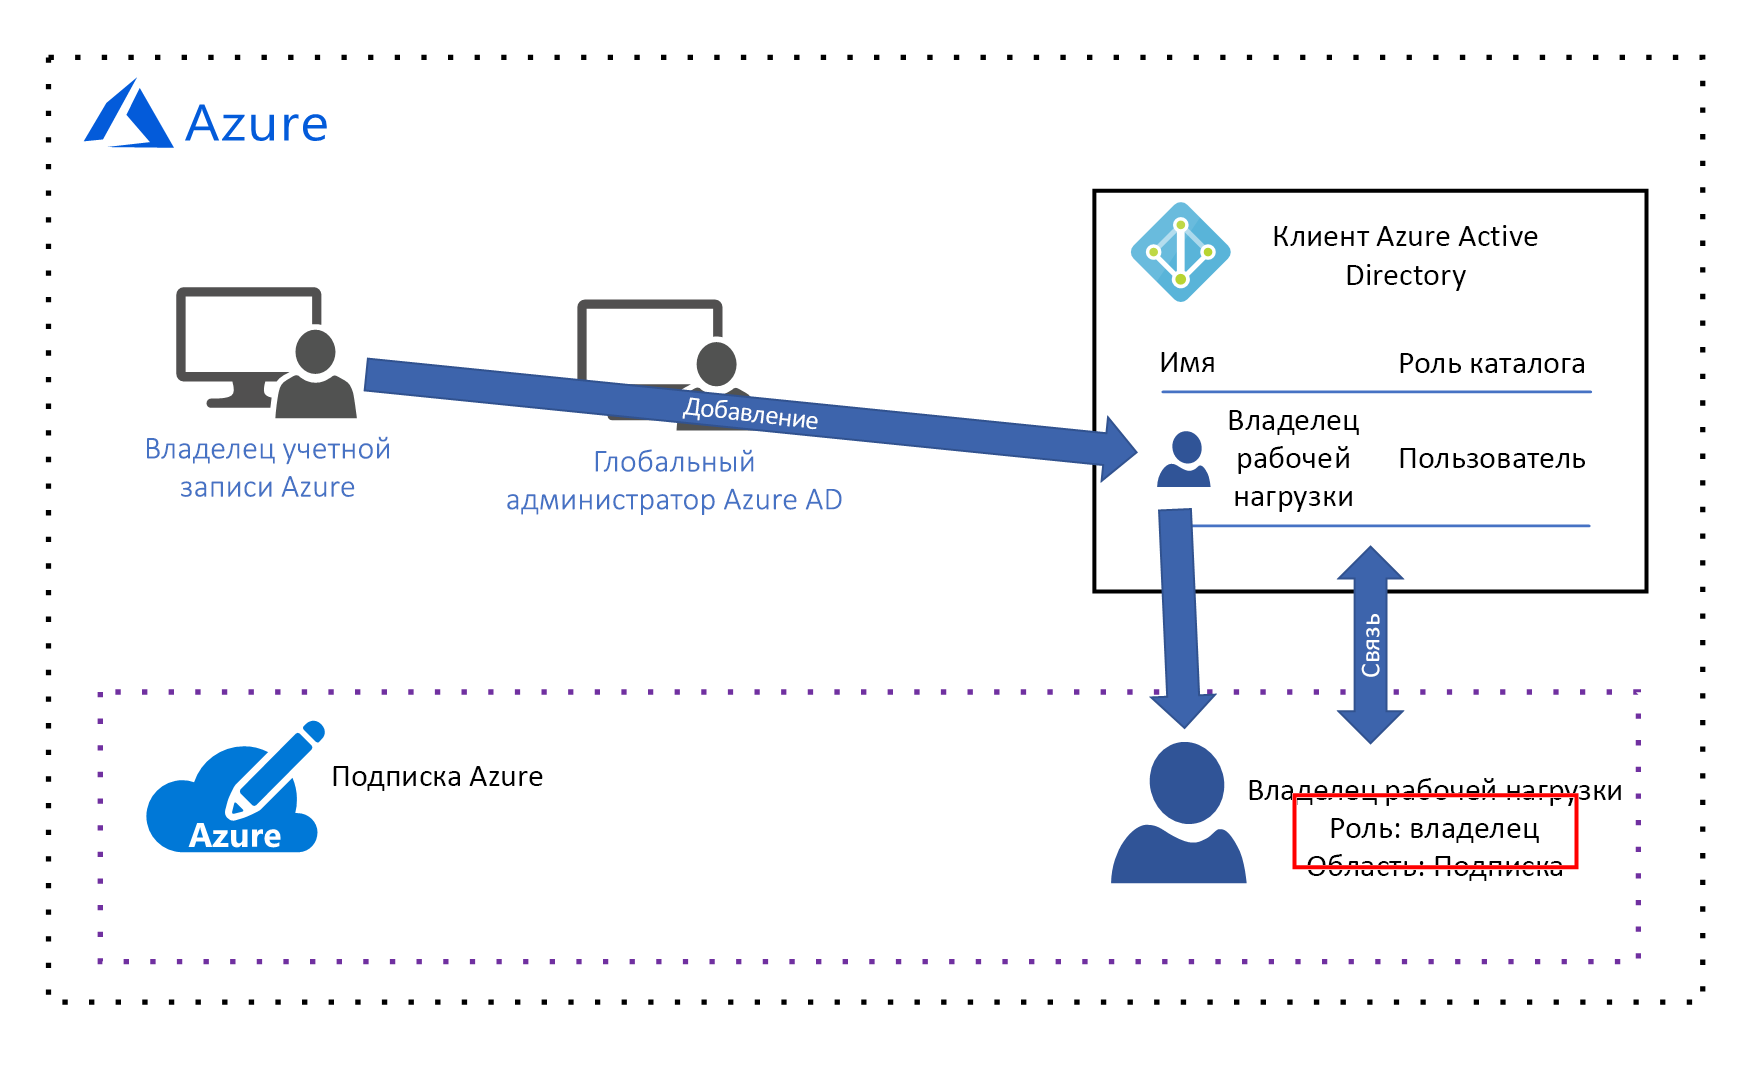 Azure
Клиент Azure Active
Directory
Имя
Роль каталога
Добавление
Владелец
рабочей
нагрузки
Пользователь
Владелец учетной
записи Azure
Глобальный
администратор Azure AD
Связь
Azure
Подписка Azure
Владелец рабочей нагрузки
Роль: владелец
Область: Подписка